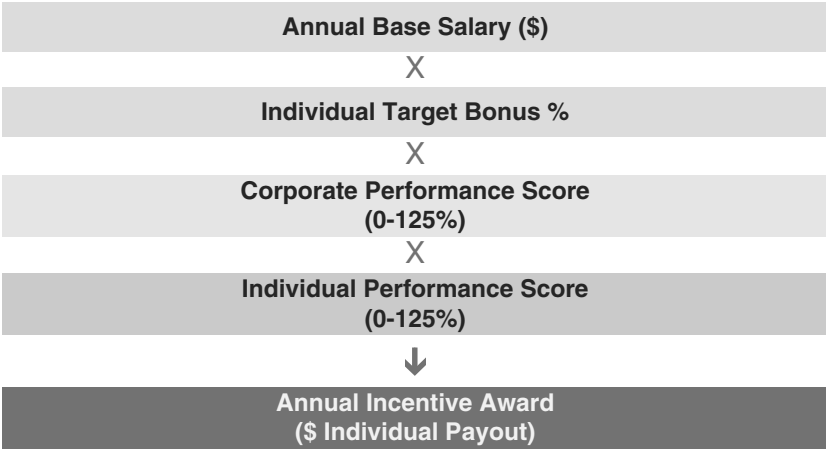 Annual Base Salary ($)
X
Individual Target Bonus %
X
Corporate Performance Score
(0-125%)
X
Individual Performance Score
(0-125%)
Annual Incentive Award
($ Individual Payout)